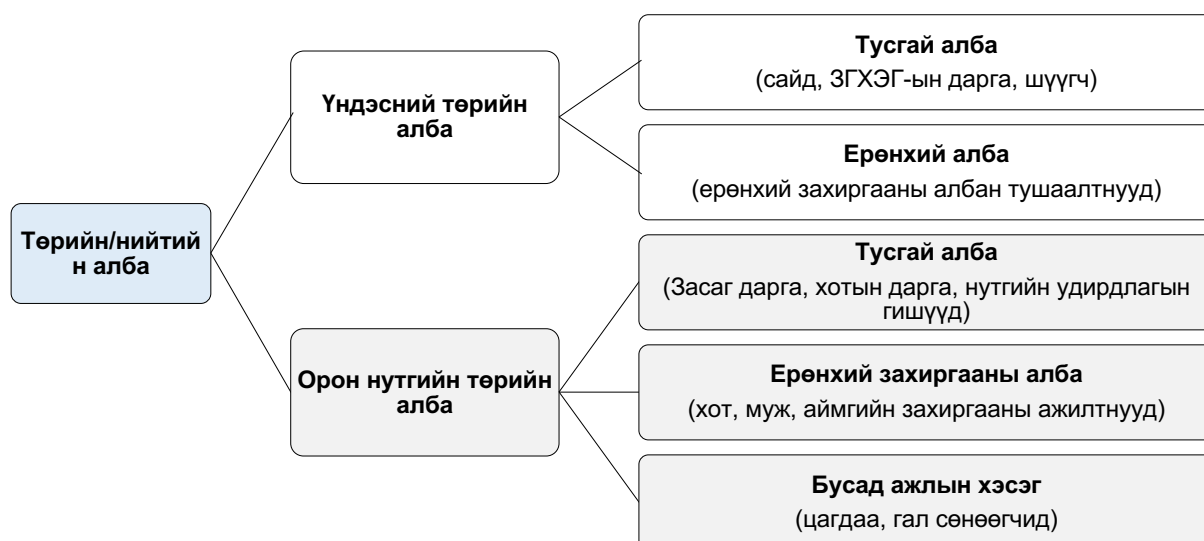 Тусгай алба
(сайд, ЗГХЭГ-ын дарга, шүүгч)
Үндэсний төрийн
алба
Ерөнхий алба
(ерөнхий захиргааны албан тушаалтнууд)
Төрийн/нийтий
н алба
Тусгай алба
(Засаг дарга, хотын дарга, нутгийн удирдлагын
гишүүд)
Орон нутгийн төрийн
алба
Ерөнхий захиргааны алба
(хот, муж, аймгийн захиргааны ажилтнууд)
Бусад ажлын хэсэг
(цагдаа, гал сөнөөгчид)